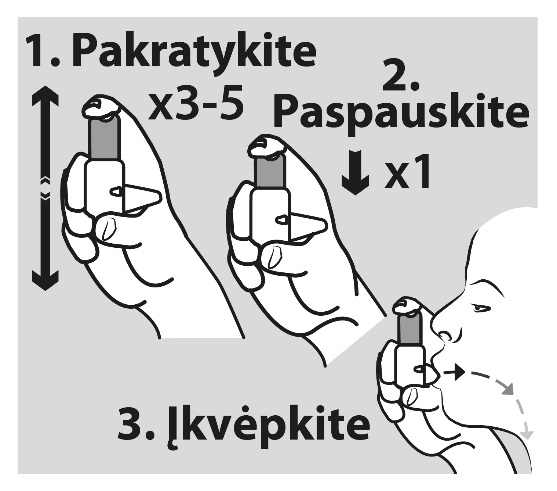 1. Pakratykite
x3-5
2.
Paspauskite
x1
3. Įkvėpkite